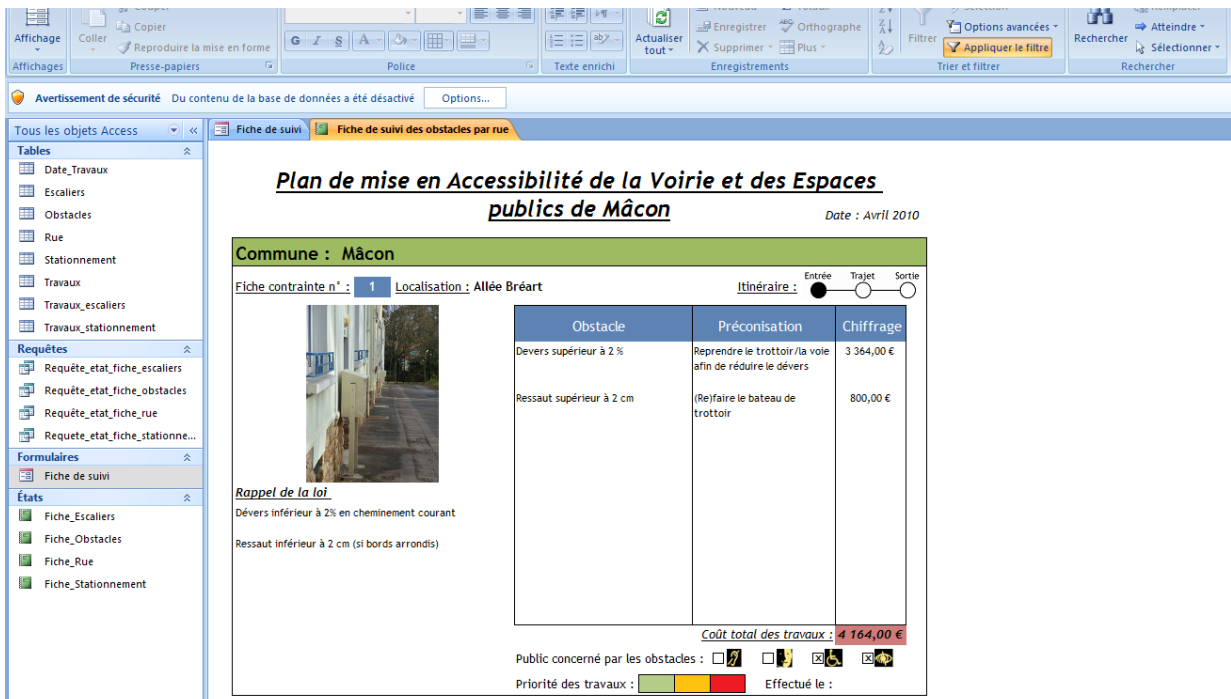 Couper
Nouveau Σ Totaux
Sélection
Remplacer
Copier
Enregistrer Orthographe
Options avancées
Atteindre
Affichage Coller Reproduire la mise en forme
G I S A ab
Actualiser tout
Supprimer Plus
Filtrer Appliquer le filtre
Rechercher Sélectionner
Affichages Presse-papiers Police Texte enrichi Enregistrements Trier et filtrer Rechercher
Avertissement de sécurité Du contenu de la base de données a été désactivé Options...
Tous les objets Access «
Fiche de suivi Fiche de suivi des obstacles par rue
Tables
Date_Travaux
Escaliers
Obstacles
Rue
Stationnement
Travaux
Travaux_escaliers
Travaux_stationnement
Requêtes
Requête_etat_fiche_escaliers
Requête_etat_fiche_obstacles
Requête_etat_fiche_rue
Requete_etat_fiche_stationne...
Formulaires
Fiche de suivi
États
Fiche_Escaliers
Fiche_Obstacles
Fiche_Rue
Fiche_Stationnement
Plan de mise en Accessibilité de la Voirie et des Espaces
publics de Mâcon
Date : Avril 2010
Commune : Mâcon
Fiche contrainte n° : 1 Localisation : Allée Bréart
Itinéraire : Entrée Trajet Sortie
Obstacle Préconisation Chiffrage
Devers supérieur à 2 % Reprendre le trottoir/la voie 3 364,00 €
afin de réduire le dévers
Ressaut supérieur à 2 cm (Re)faire le bateau de 800,00 €
trottoir
Rappel de la loi
Dévers inférieur à 2% en cheminement courant
Ressaut inférieur à 2 cm (si bords arrondis)
Coût total des travaux : 4 164,00 €
Public concerné par les obstacles :
Priorité des travaux : Effectué le :